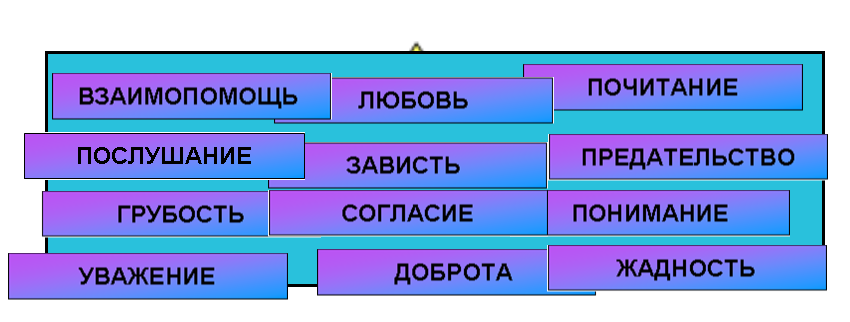 ВЗАИМОПОМОЩЬ
ЛЮБОВЬ
ПОЧИТАНИЕ
ПОСЛУШАНИЕ
ЗАВИСТЬ
ПРЕДАТЕЛЬСТВО
ГРУБОСТЬ
СОГЛАСИЕ
ПОНИМАНИЕ
УВАЖЕНИЕ
ДОБРОТА
ЖАДНОСТЬ